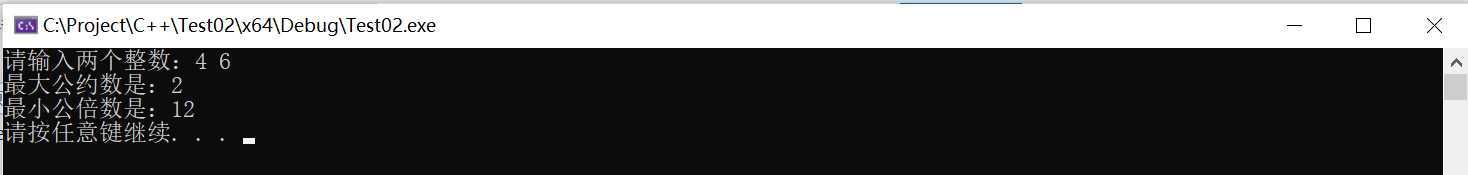 C:\Project\C++\Test02\x64\Debug\Test02.exe
请输入两个整数：4 6
最大公约数是：2
最小公倍数是：12
请按任意键继续. . .